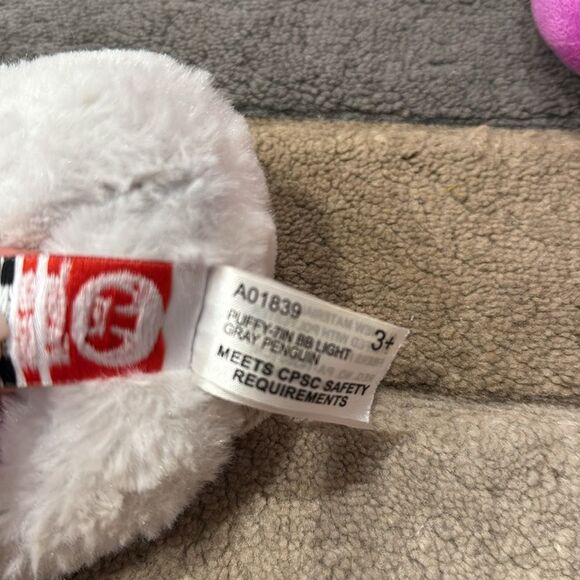 A01839
PUFFY-7IN BB LIGHT
GRAY PENGUIN
3+
MEETS CPSC SAFETY
REQUIREMENTS